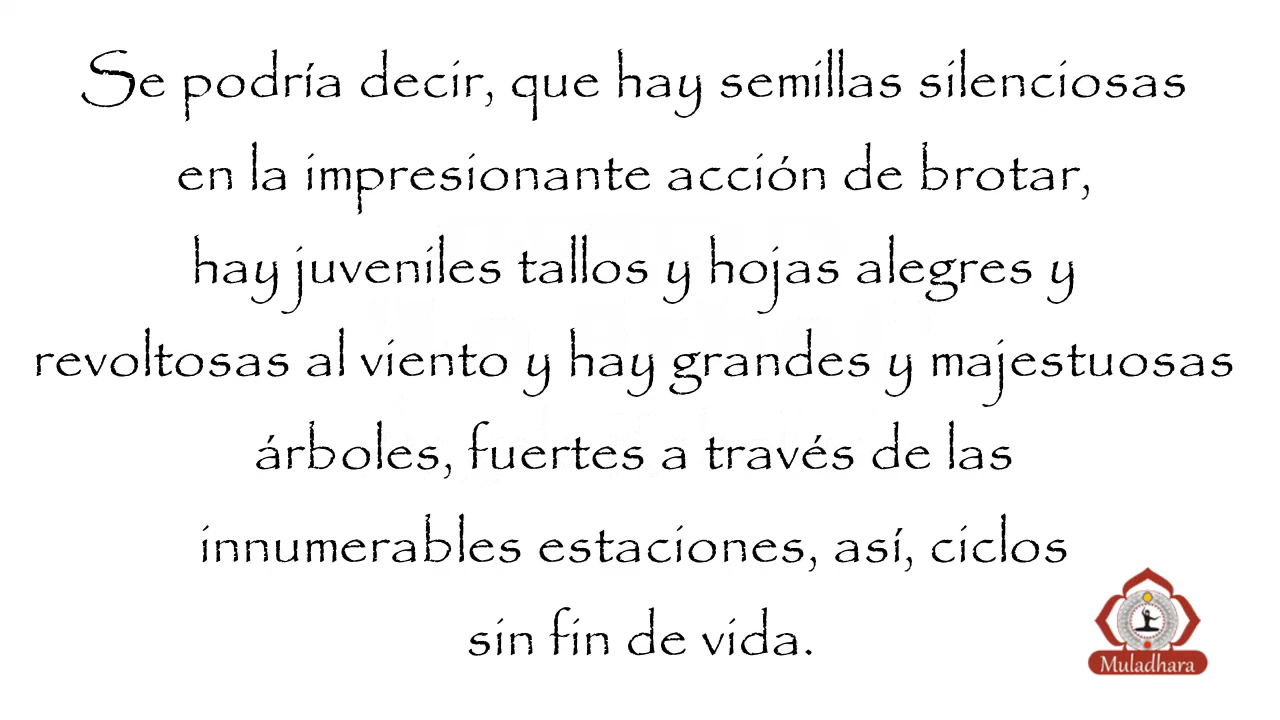 Se podría decir, que hay semillas silenciosas
en la impresionante acción de brotar,
hay juveniles tallos y hojas alegres y
revoltosas al viento y hay grandes y majestuosas
árboles, fuertes a través de las
innumerables estaciones, así, ciclos
sin fin de vida.
Muladhara